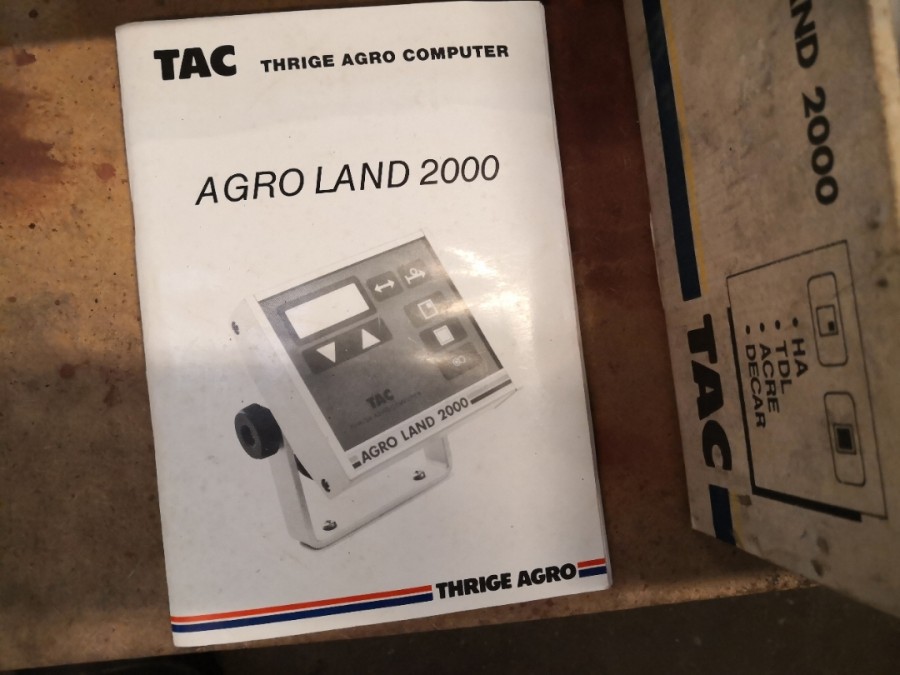 TAC THRIGE AGRO COMPUTER
AGRO LAND 2000
TAC
AGRO LAND 2000
THRIGE AGRO
AND 2000
TAC
• HA
• TDL
• ACRE
• DECAR